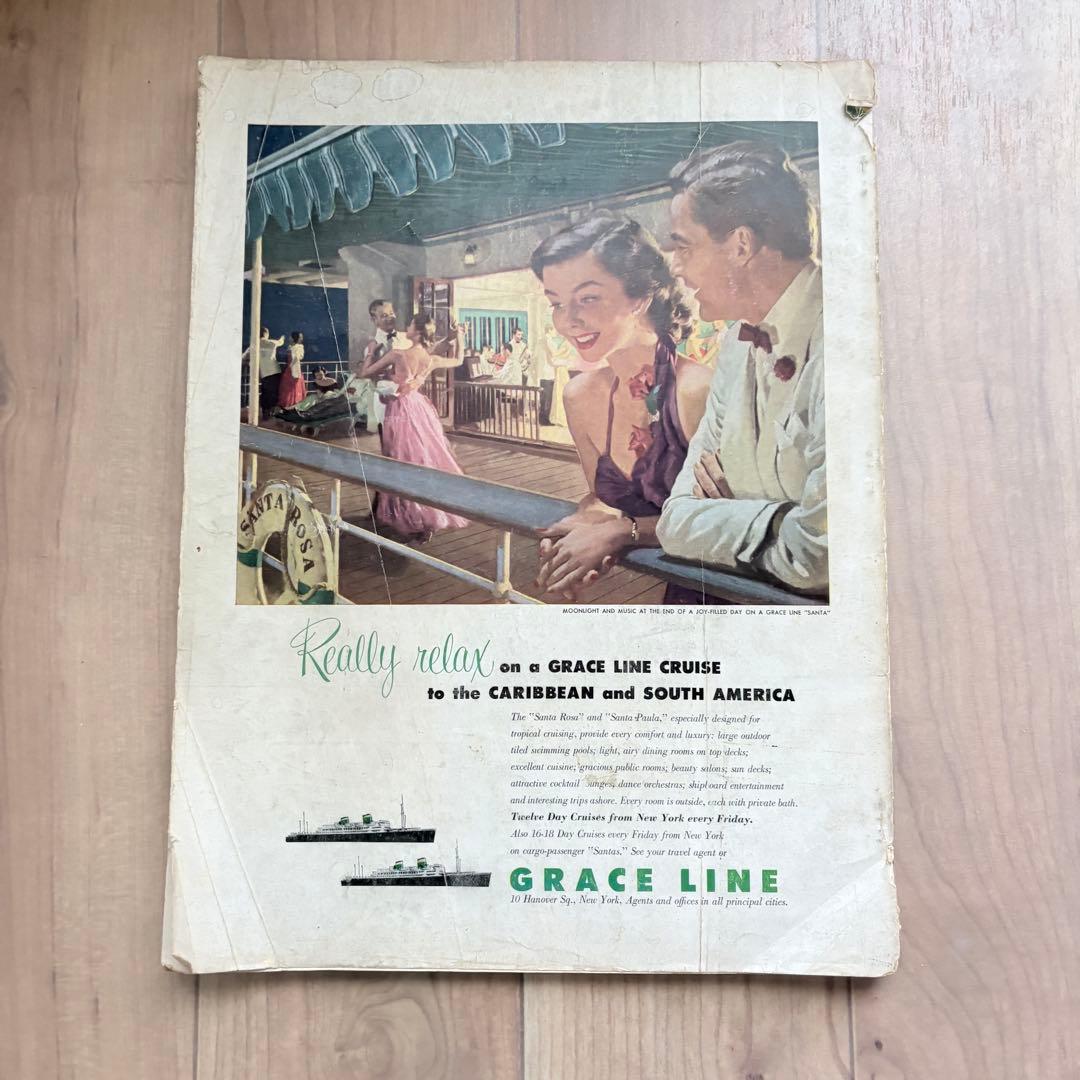 SANTA ROSA
MOONLIGHT AND MUSIC AT THE END OF A JOY-FILLED DAY ON A GRACE LINE "SANTA"
Really relax on a GRACE LINE CRUISE
to the CARIBBEAN and SOUTH AMERICA
The "Santa Rosa" and "Santa Paula," especially designed for
tropical cruising, provide every comfort and luxury: large outdoor
tiled swimming pools; light, airy dining rooms on top decks;
excellent cuisine; gracious public rooms; beauty salons; sun decks;
attractive cocktail ounges, dance orchestras; shipboard entertainment
and interesting trips ashore. Every room is outside, each with private bath.
Twelve Day Cruises from New York every Friday.
Also 16-18 Day Cruises every Friday from New York
on cargo-passenger "Santas." See your travel agent or
GRACE LINE
10 Hanover Sq., New York, Agents and offices in all principal cities.